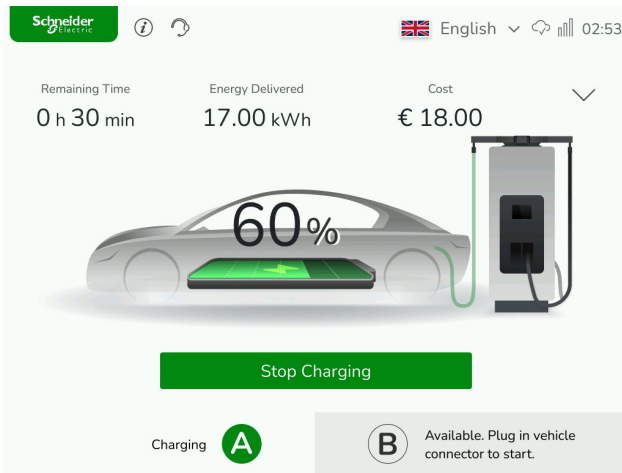 Schneider
Electric
i
English
02:53
Remaining Time
Energy Delivered
Cost
0 h 30 min
17.00 kWh
€ 18.00
60%
Stop Charging
Charging
A
B
Available. Plug in vehicle
connector to start.